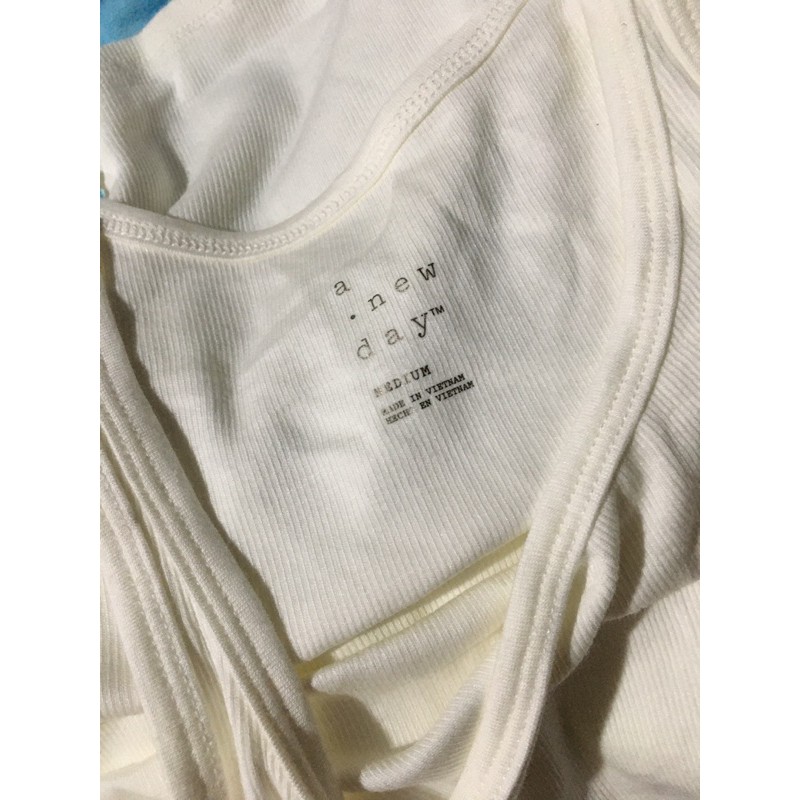 a
.new
day™
MEDIUM
MADE IN VIETNAM
HECHO EN VIETNAM